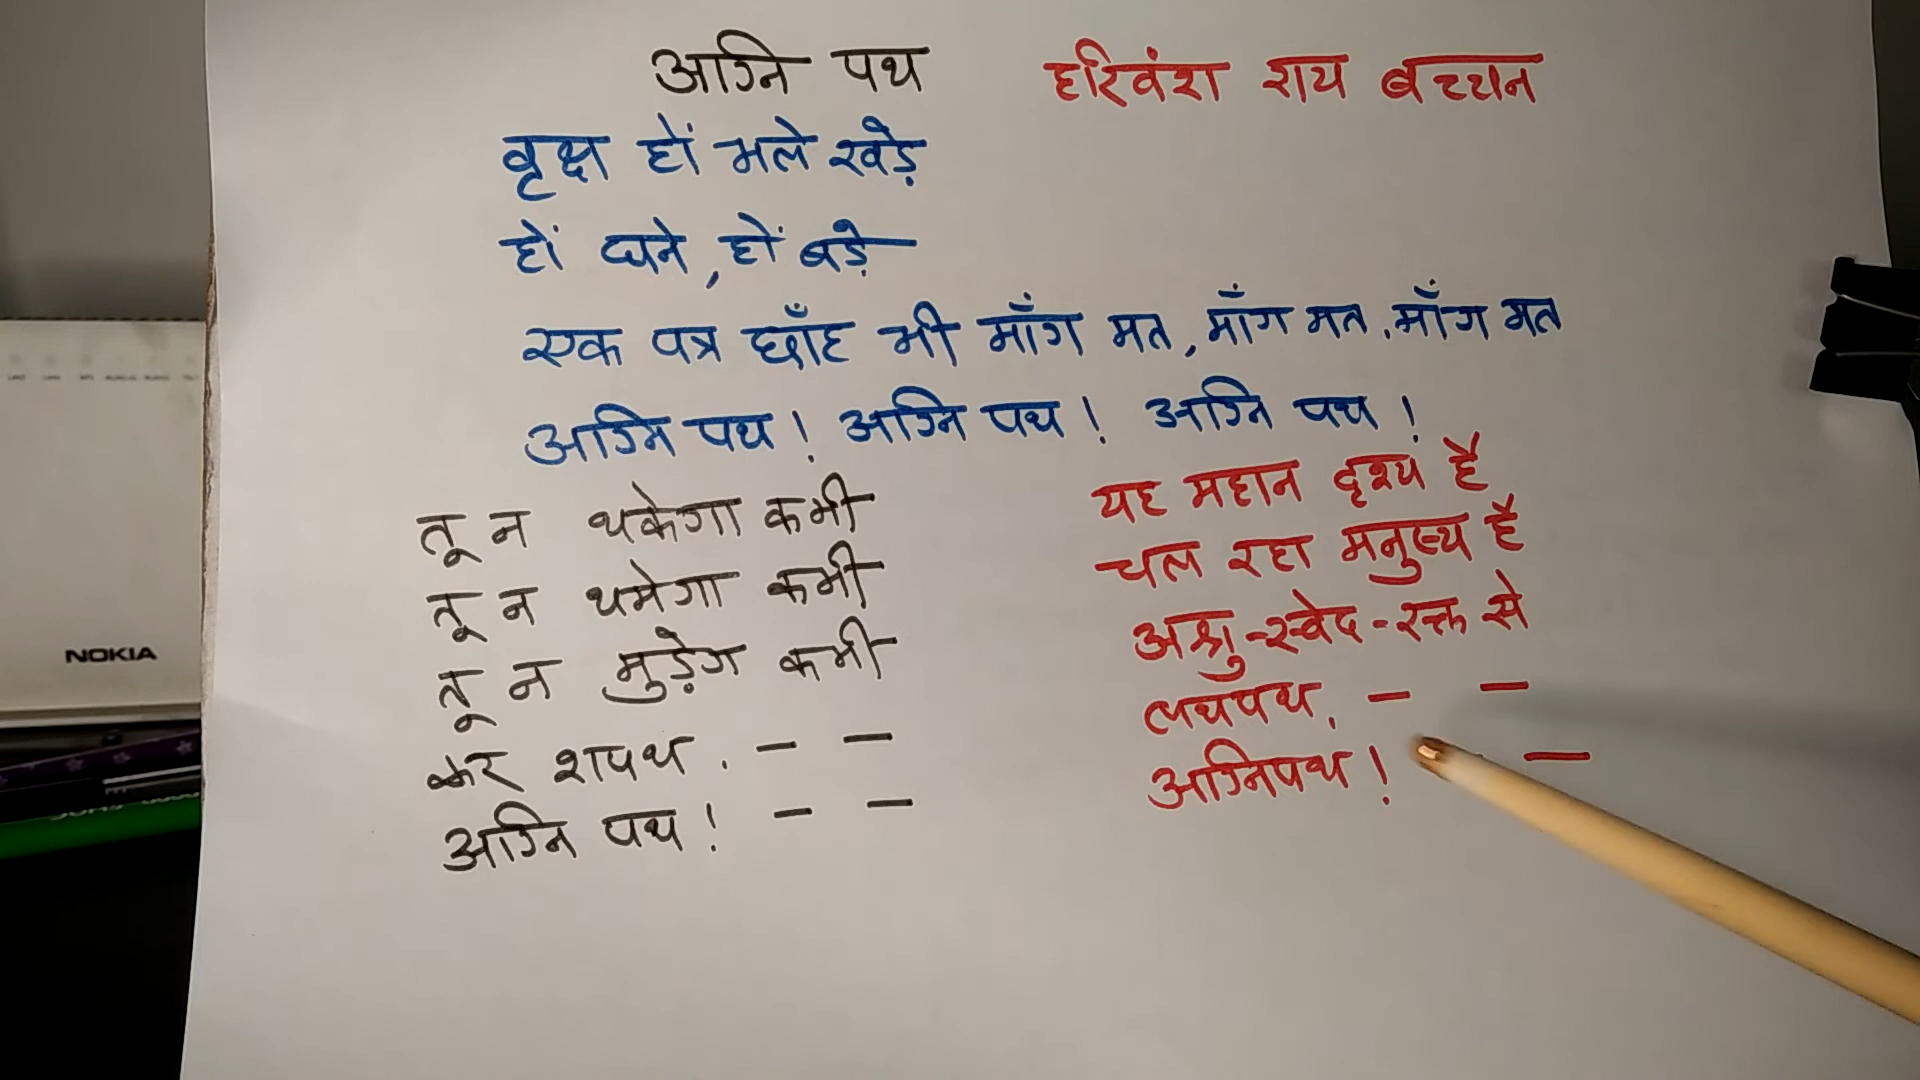 अग्नि पथ हरिवंश राय बच्चन
वृक्ष हों भले खड़े
हों घने, हों बड़े
एक पत्र छाँह भी माँग मत, माँग मत, माँग मत
अग्नि पथ! अग्नि पथ! अग्नि पथ!
तू न थकेगा कभी
तू न थमेगा कभी
तू न मुड़ेग कभी
कर शपथ, – –
अग्नि पथ! – –
यह महान दृश्य है
चल रहा मनुष्य है
अश्रु-स्वेद-रक्त से
लथपथ, – –
अग्निपथ! –
NOKIA